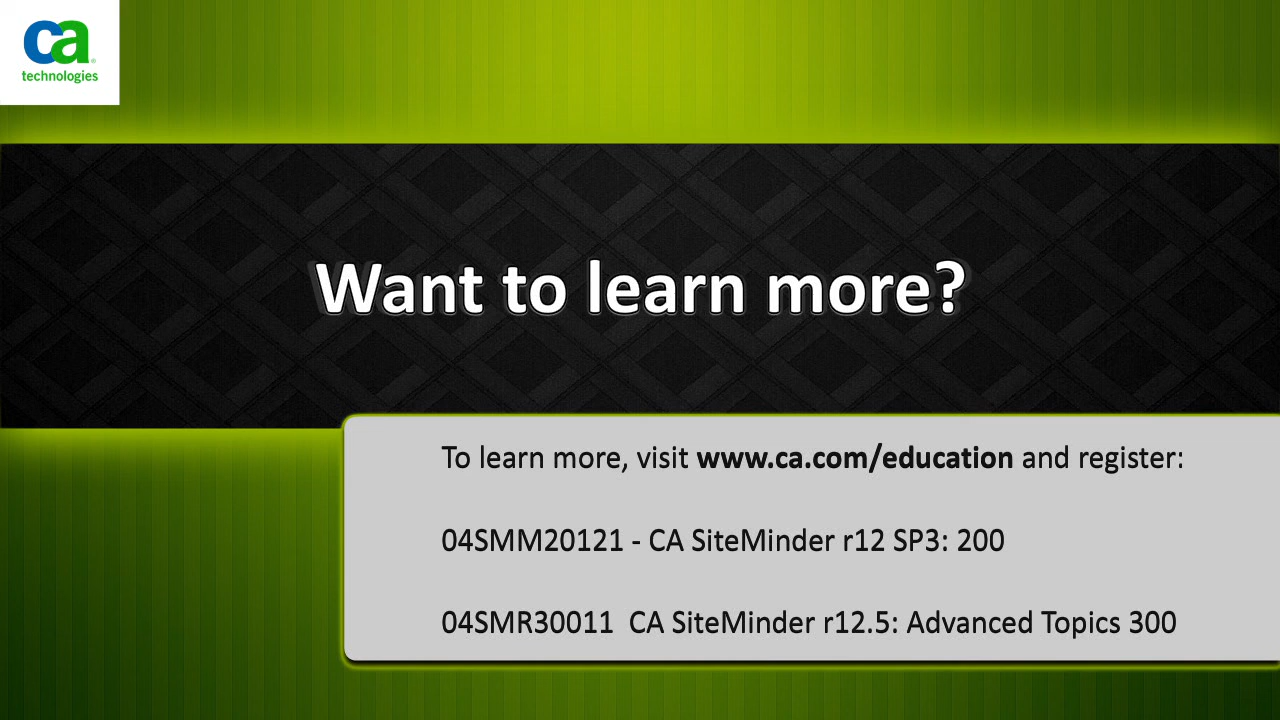 ca
technologies
Want to learn more?
To learn more, visit www.ca.com/education and register:
04SMM20121 - CA SiteMinder r12 SP3: 200
04SMR30011  CA SiteMinder r12.5: Advanced Topics 300